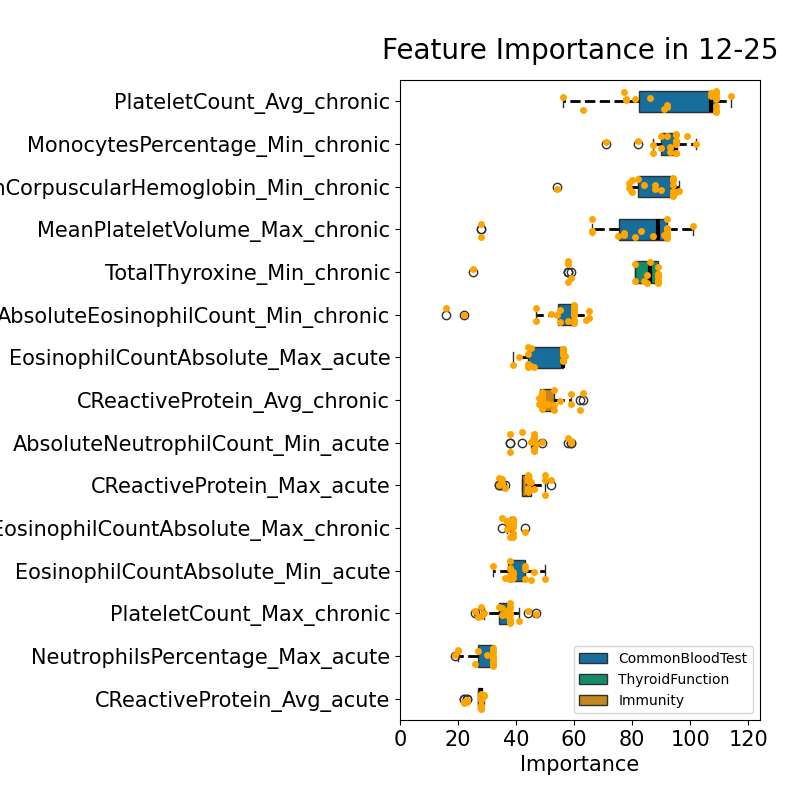 Feature Importance in 12-25
PlateletCount_Avg_chronic
MonocytesPercentage_Min_chronic
nCorpuscularHemoglobin_Min_chronic
MeanPlateletVolume_Max_chronic
TotalThyroxine_Min_chronic
AbsoluteEosinophilCount_Min_chronic
EosinophilCountAbsolute_Max_acute
CReactiveProtein_Avg_chronic
AbsoluteNeutrophilCount_Min_acute
CReactiveProtein_Max_acute
EosinophilCountAbsolute_Max_chronic
EosinophilCountAbsolute_Min_acute
PlateletCount_Max_chronic
NeutrophilsPercentage_Max_acute
CReactiveProtein_Avg_acute
CommonBloodTest
ThyroidFunction
Immunity
0 20 40 60 80 100 120
Importance